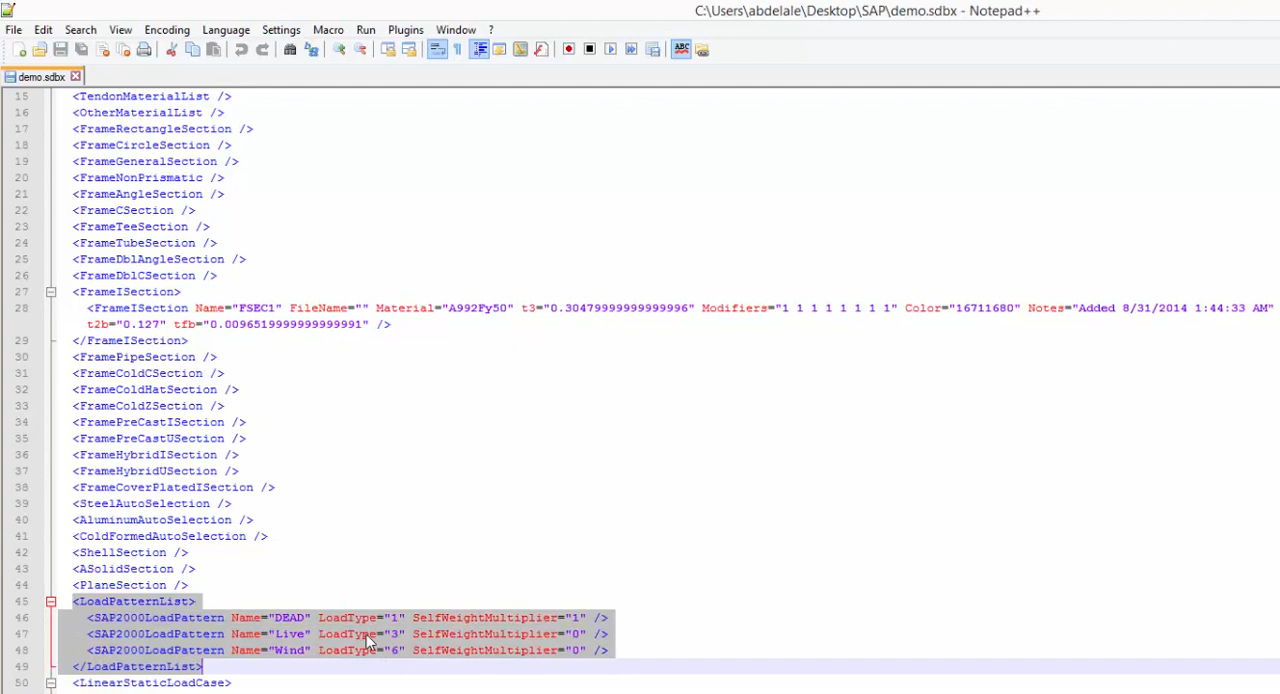 C:\Users\abdelale\Desktop\SAP\demo.sdbx - Notepad++
File Edit Search View Encoding Language Settings Macro Run Plugins Window ?
ABC
demo.sdbx
15 <TendonMaterialList />
16 <OtherMaterialList />
17 <FrameRectangleSection />
18 <FrameCircleSection />
19 <FrameGeneralSection />
20 <FrameNonPrismatic />
21 <FrameAngleSection />
22 <FrameCSection />
23 <FrameTeeSection />
24 <FrameTubeSection />
25 <FrameDblAngleSection />
26 <FrameDblCSection />
27 <FrameISection>
28 <FrameISection Name="FSEC1" FileName="" Material="A992Fy50" t3="0.30479999999999996" Modifiers="1 1 1 1 1 1 1 1" Color="16711680" Notes="Added 8/31/2014 1:44:33 AM"
t2b="0.127" tfb="0.0096519999999999991" />
29 </FrameISection>
30 <FramePipeSection />
31 <FrameColdCSection />
32 <FrameColdHatSection />
33 <FrameColdZSection />
34 <FramePreCastISection />
35 <FramePreCastUSection />
36 <FrameHybridISection />
37 <FrameHybridUSection />
38 <FrameCoverPlatedISection />
39 <SteelAutoSelection />
40 <AluminumAutoSelection />
41 <ColdFormedAutoSelection />
42 <ShellSection />
43 <ASolidSection />
44 <PlaneSection />
45 <LoadPatternList>
46 <SAP2000LoadPattern Name="DEAD" LoadType="1" SelfWeightMultiplier="1" />
47 <SAP2000LoadPattern Name="Live" LoadType="3" SelfWeightMultiplier="0" />
48 <SAP2000LoadPattern Name="Wind" LoadType="6" SelfWeightMultiplier="0" />
49 </LoadPatternList>
50 <LinearStaticLoadCase>